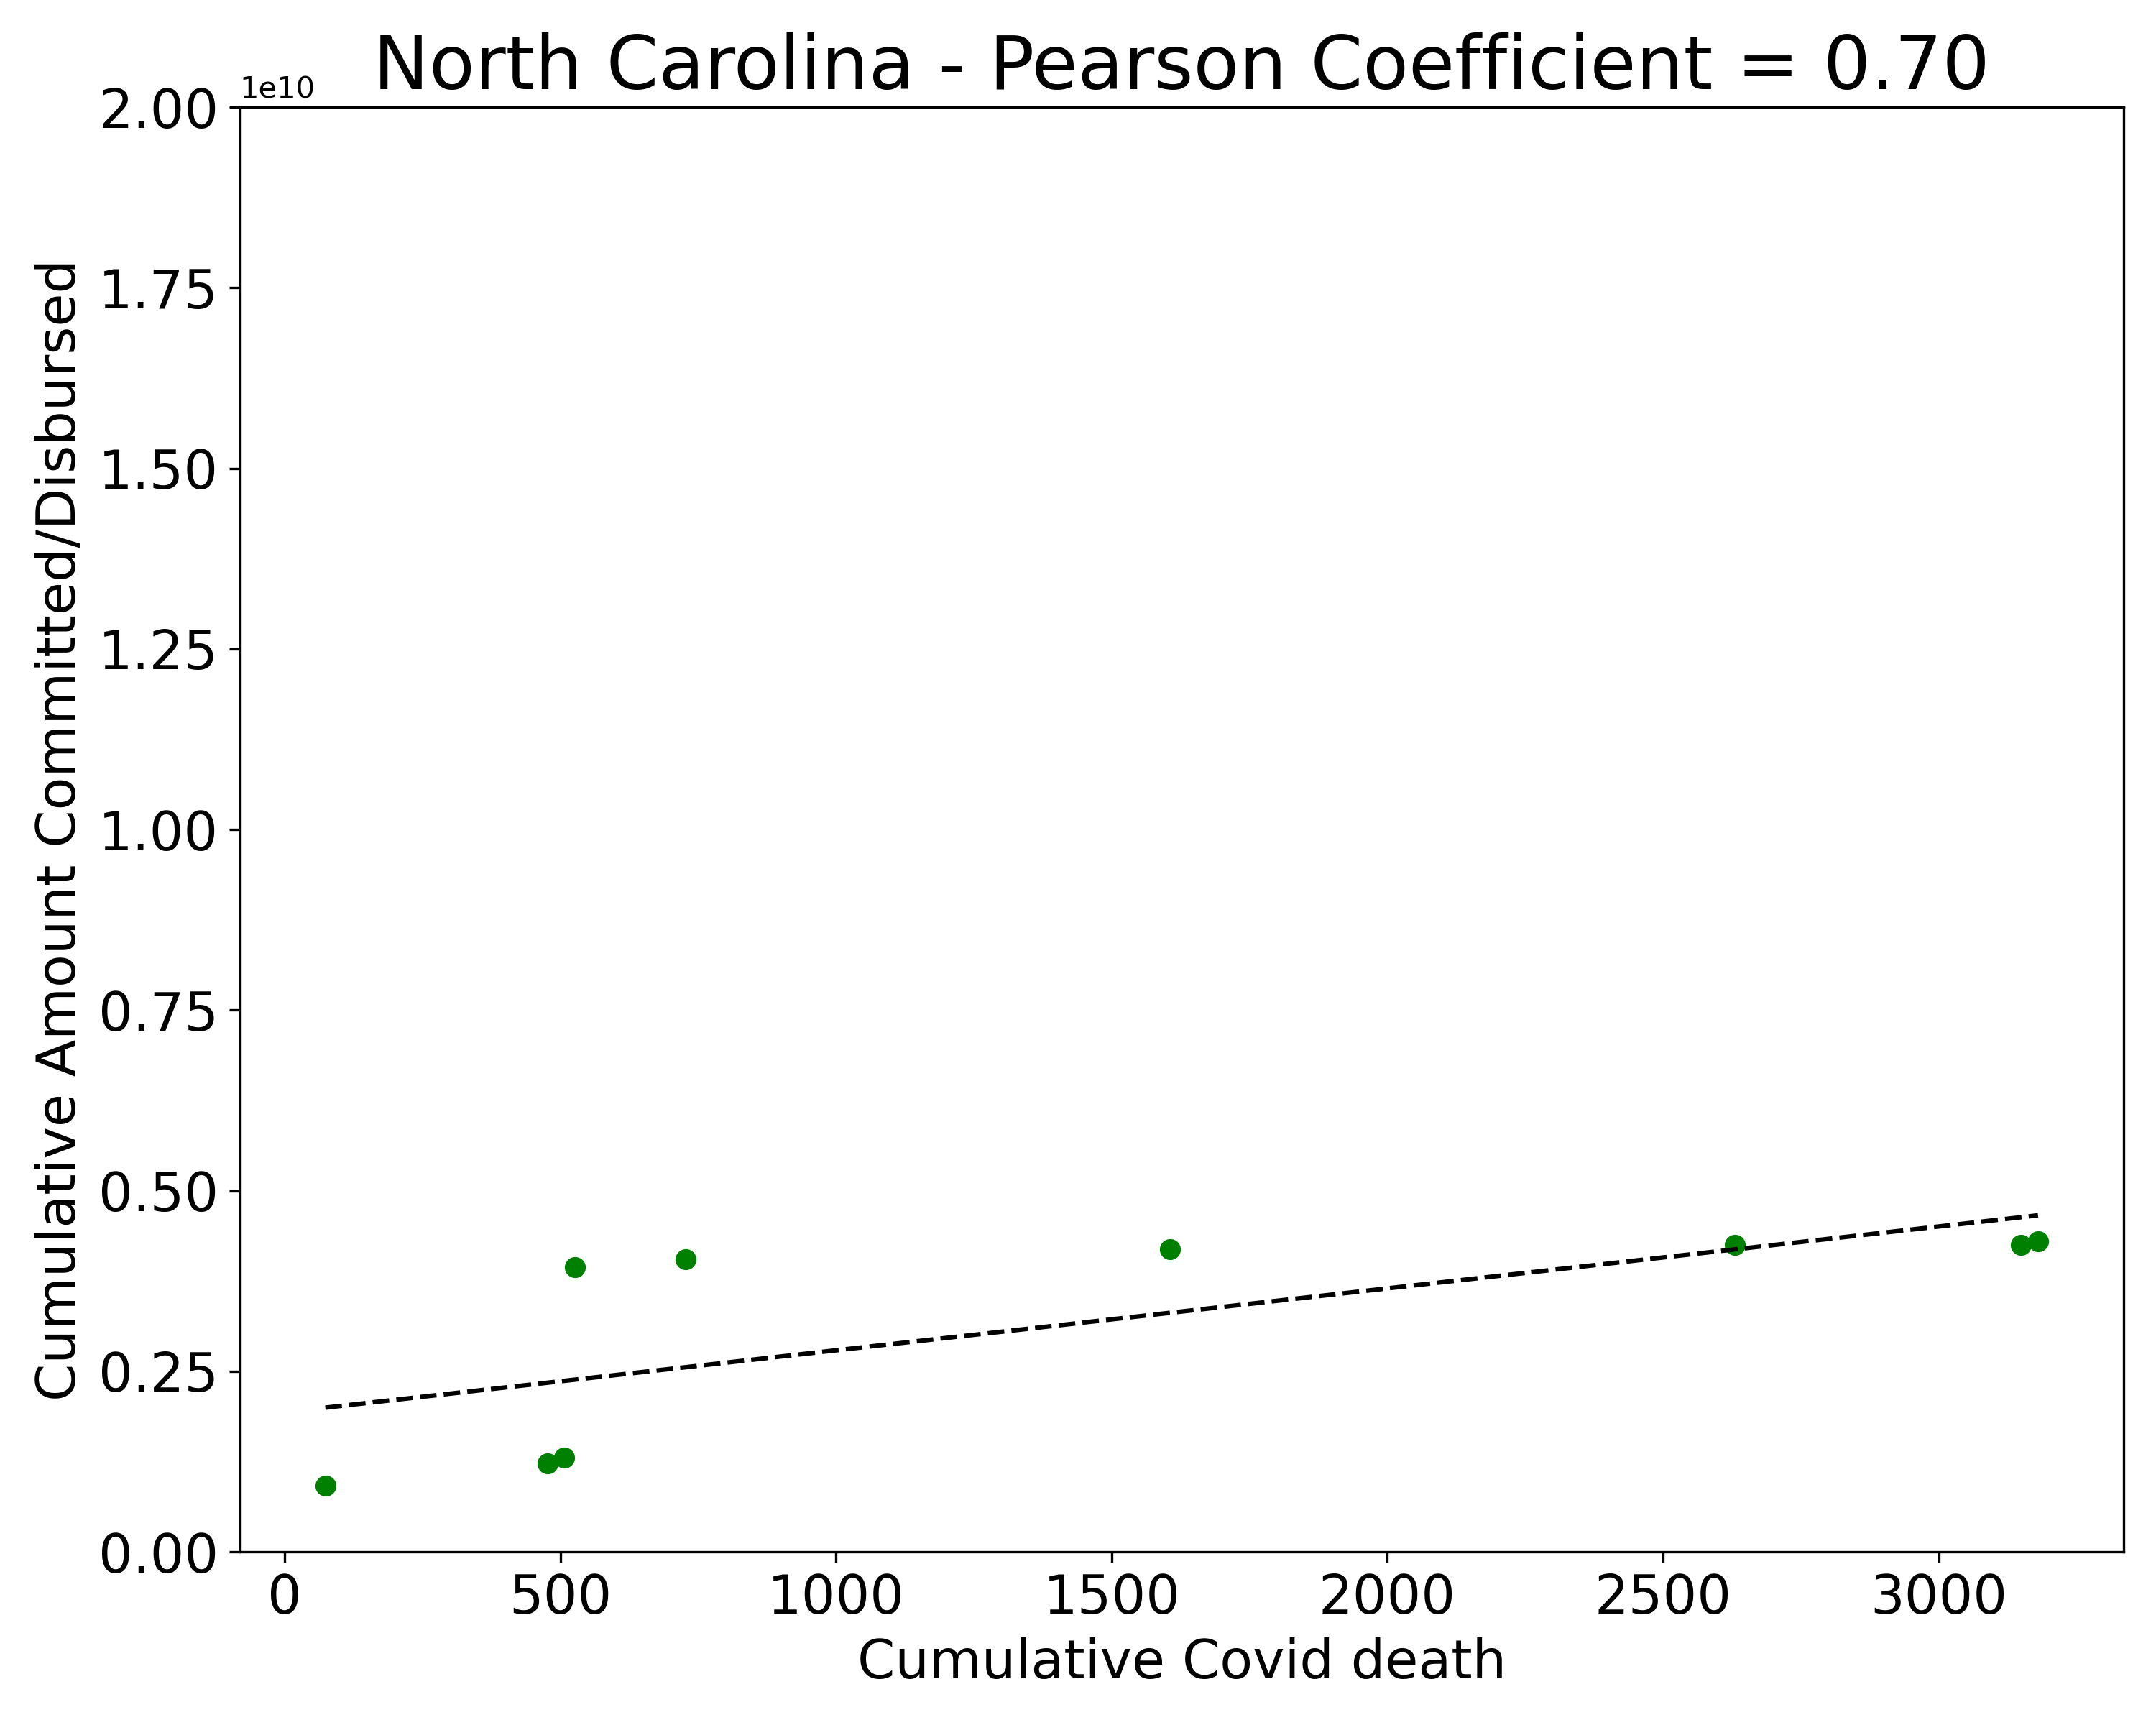 North Carolina - Pearson Coefficient = 0.70
1e10
2.00
1.75
1.50
1.25
1.00
0.75
0.50
0.25
0.00
Cumulative Amount Committed/Disbursed
0 500 1000 1500 2000 2500 3000
Cumulative Covid death